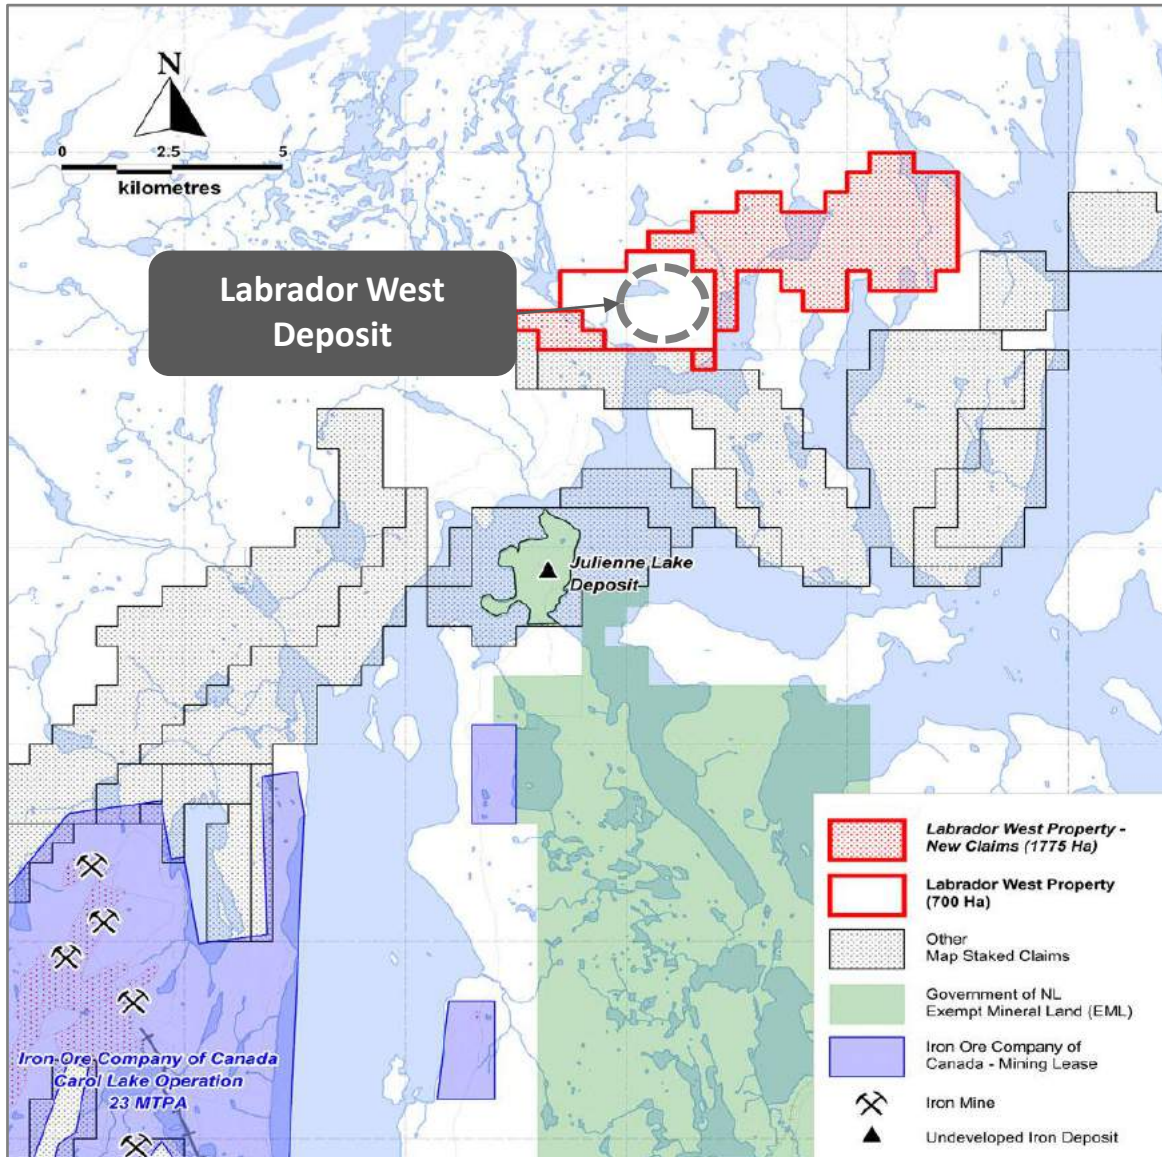 N
0 2.5 5
kilometres
Labrador West
Deposit
Julienne Lake
Deposit
Iron Ore Company of Canada
Carol Lake Operation
23 MTPA
Labrador West Property -
New Claims (1775 Ha)
Labrador West Property
(700 Ha)
Other
Map Staked Claims
Government of NL
Exempt Mineral Land (EML)
Iron Ore Company of
Canada - Mining Lease
Iron Mine
Undeveloped Iron Deposit